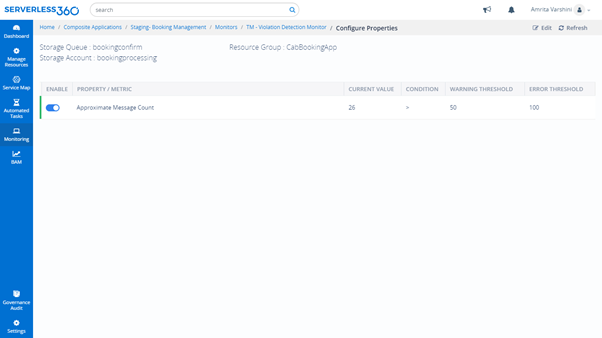 SERVERLESS360
search
Amrita Varshini
Home / Composite Applications / Staging- Booking Management / Monitors / TM - Violation Detection Monitor / Configure Properties
Edit
Refresh
Storage Queue : bookingconfirm
Resource Group : CabBookingApp
Storage Account : bookingprocessing
ENABLE PROPERTY / METRIC CURRENT VALUE CONDITION WARNING THRESHOLD ERROR THRESHOLD
Approximate Message Count 26 > 50 100
Dashboard
Manage
Resources
Service Map
Automated
Tasks
Monitoring
BAM
Governance
Audit
Settings